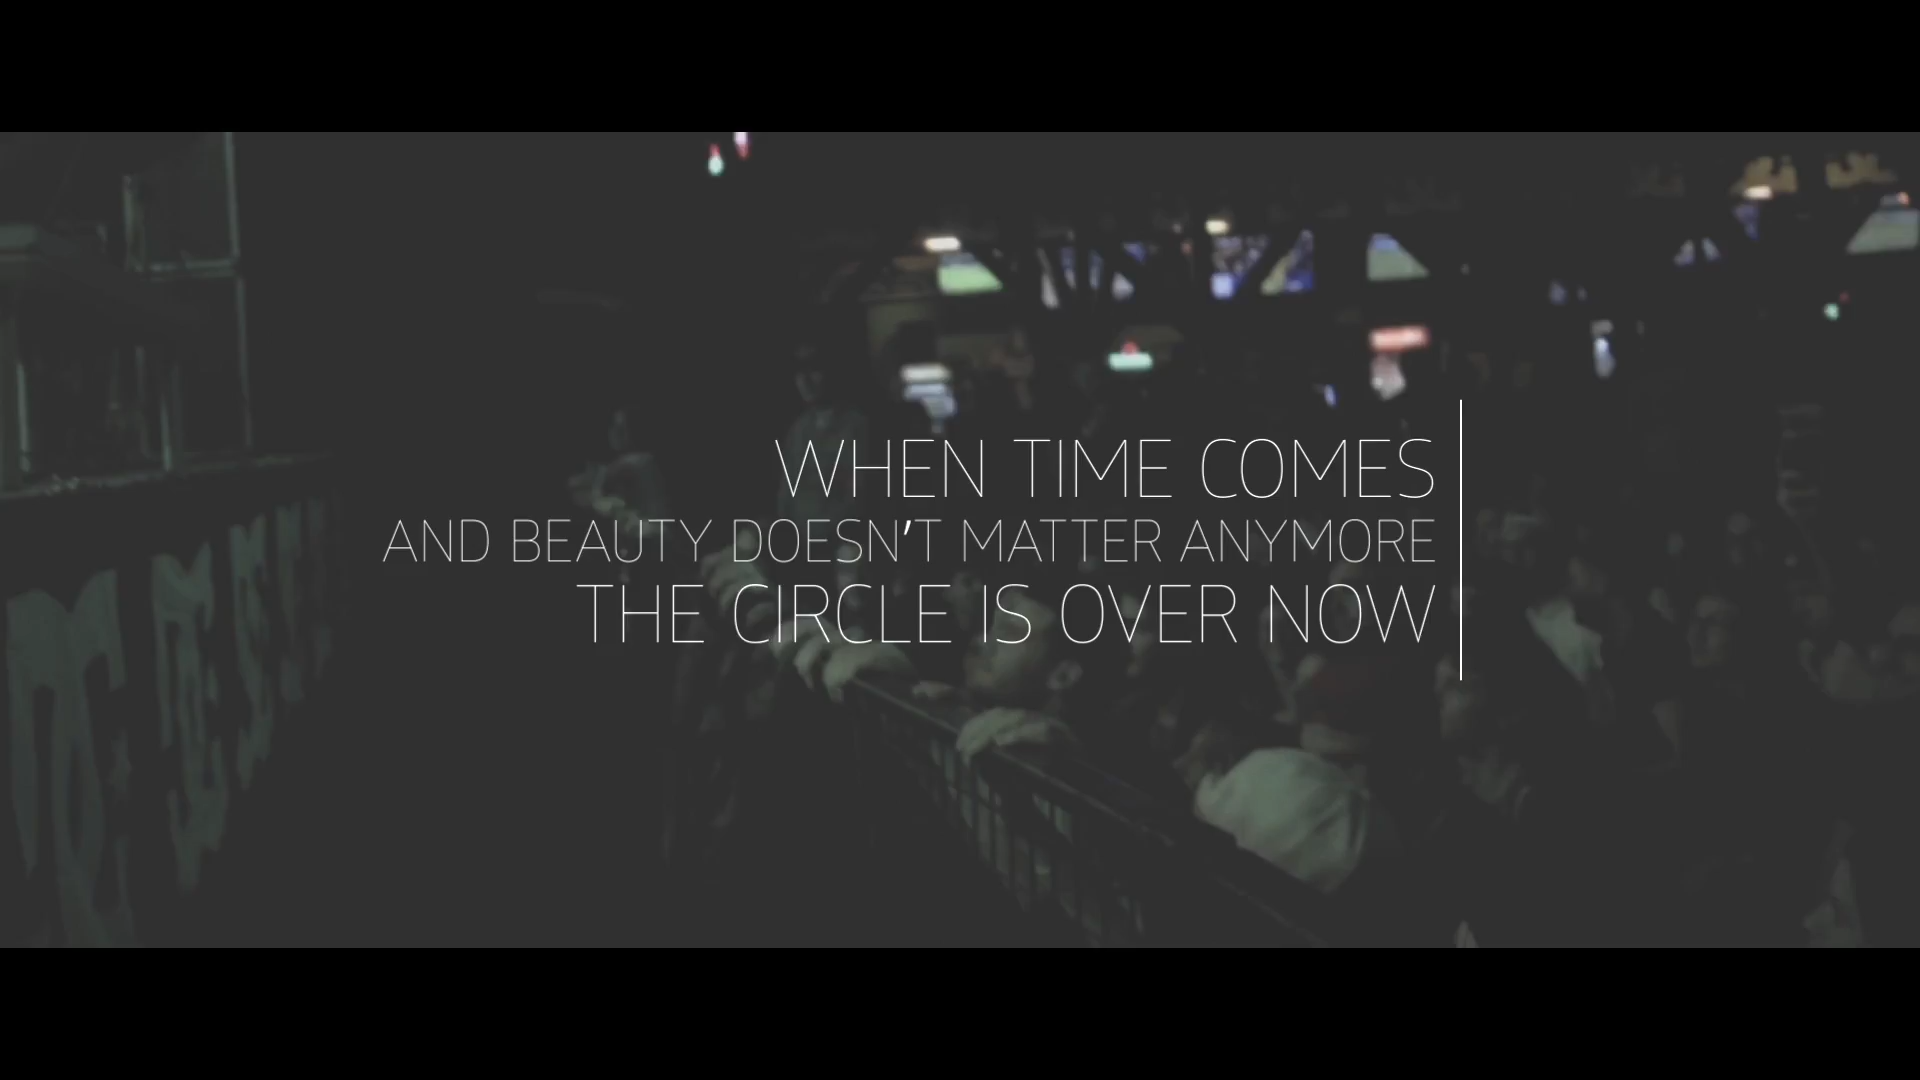 WHEN TIME COMES
AND BEAUTY DOESN'T MATTER ANYMORE
THE CIRCLE IS OVER NOW